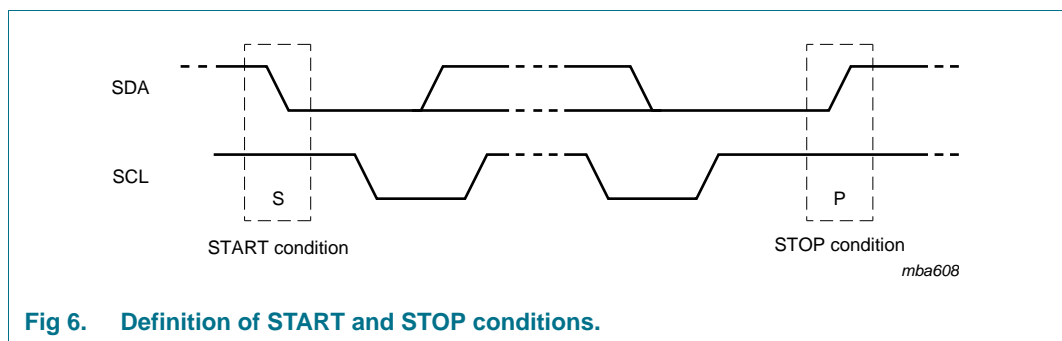 SDA
SCL
S
P
START condition
STOP condition
mba608
Fig 6. Definition of START and STOP conditions.